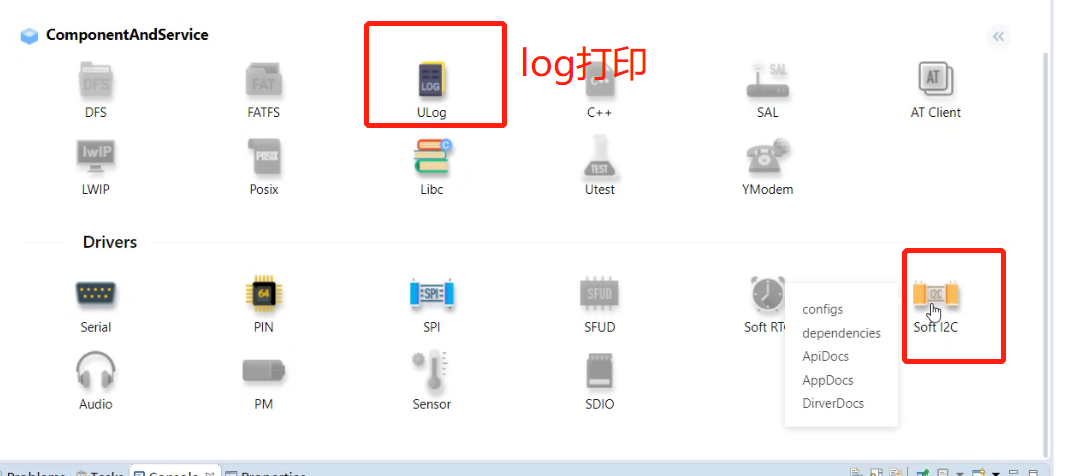 ComponentAndService
log打印
DFS
FAT
LOG
C++
SAL
AT
DFS
FATFS
ULog
C++
SAL
AT Client
lwIP
POSIX
C
TEST
LWIP
Posix
Libc
Utest
YModem
Drivers
64
SPI
SFUD
I2C
Serial
PIN
SPI
SFUD
Soft RT
Soft I2C
configs
dependencies
ApiDocs
AppDocs
DirverDocs
Audio
PM
Sensor
SDIO
Problems
Tasks
Console
Properties